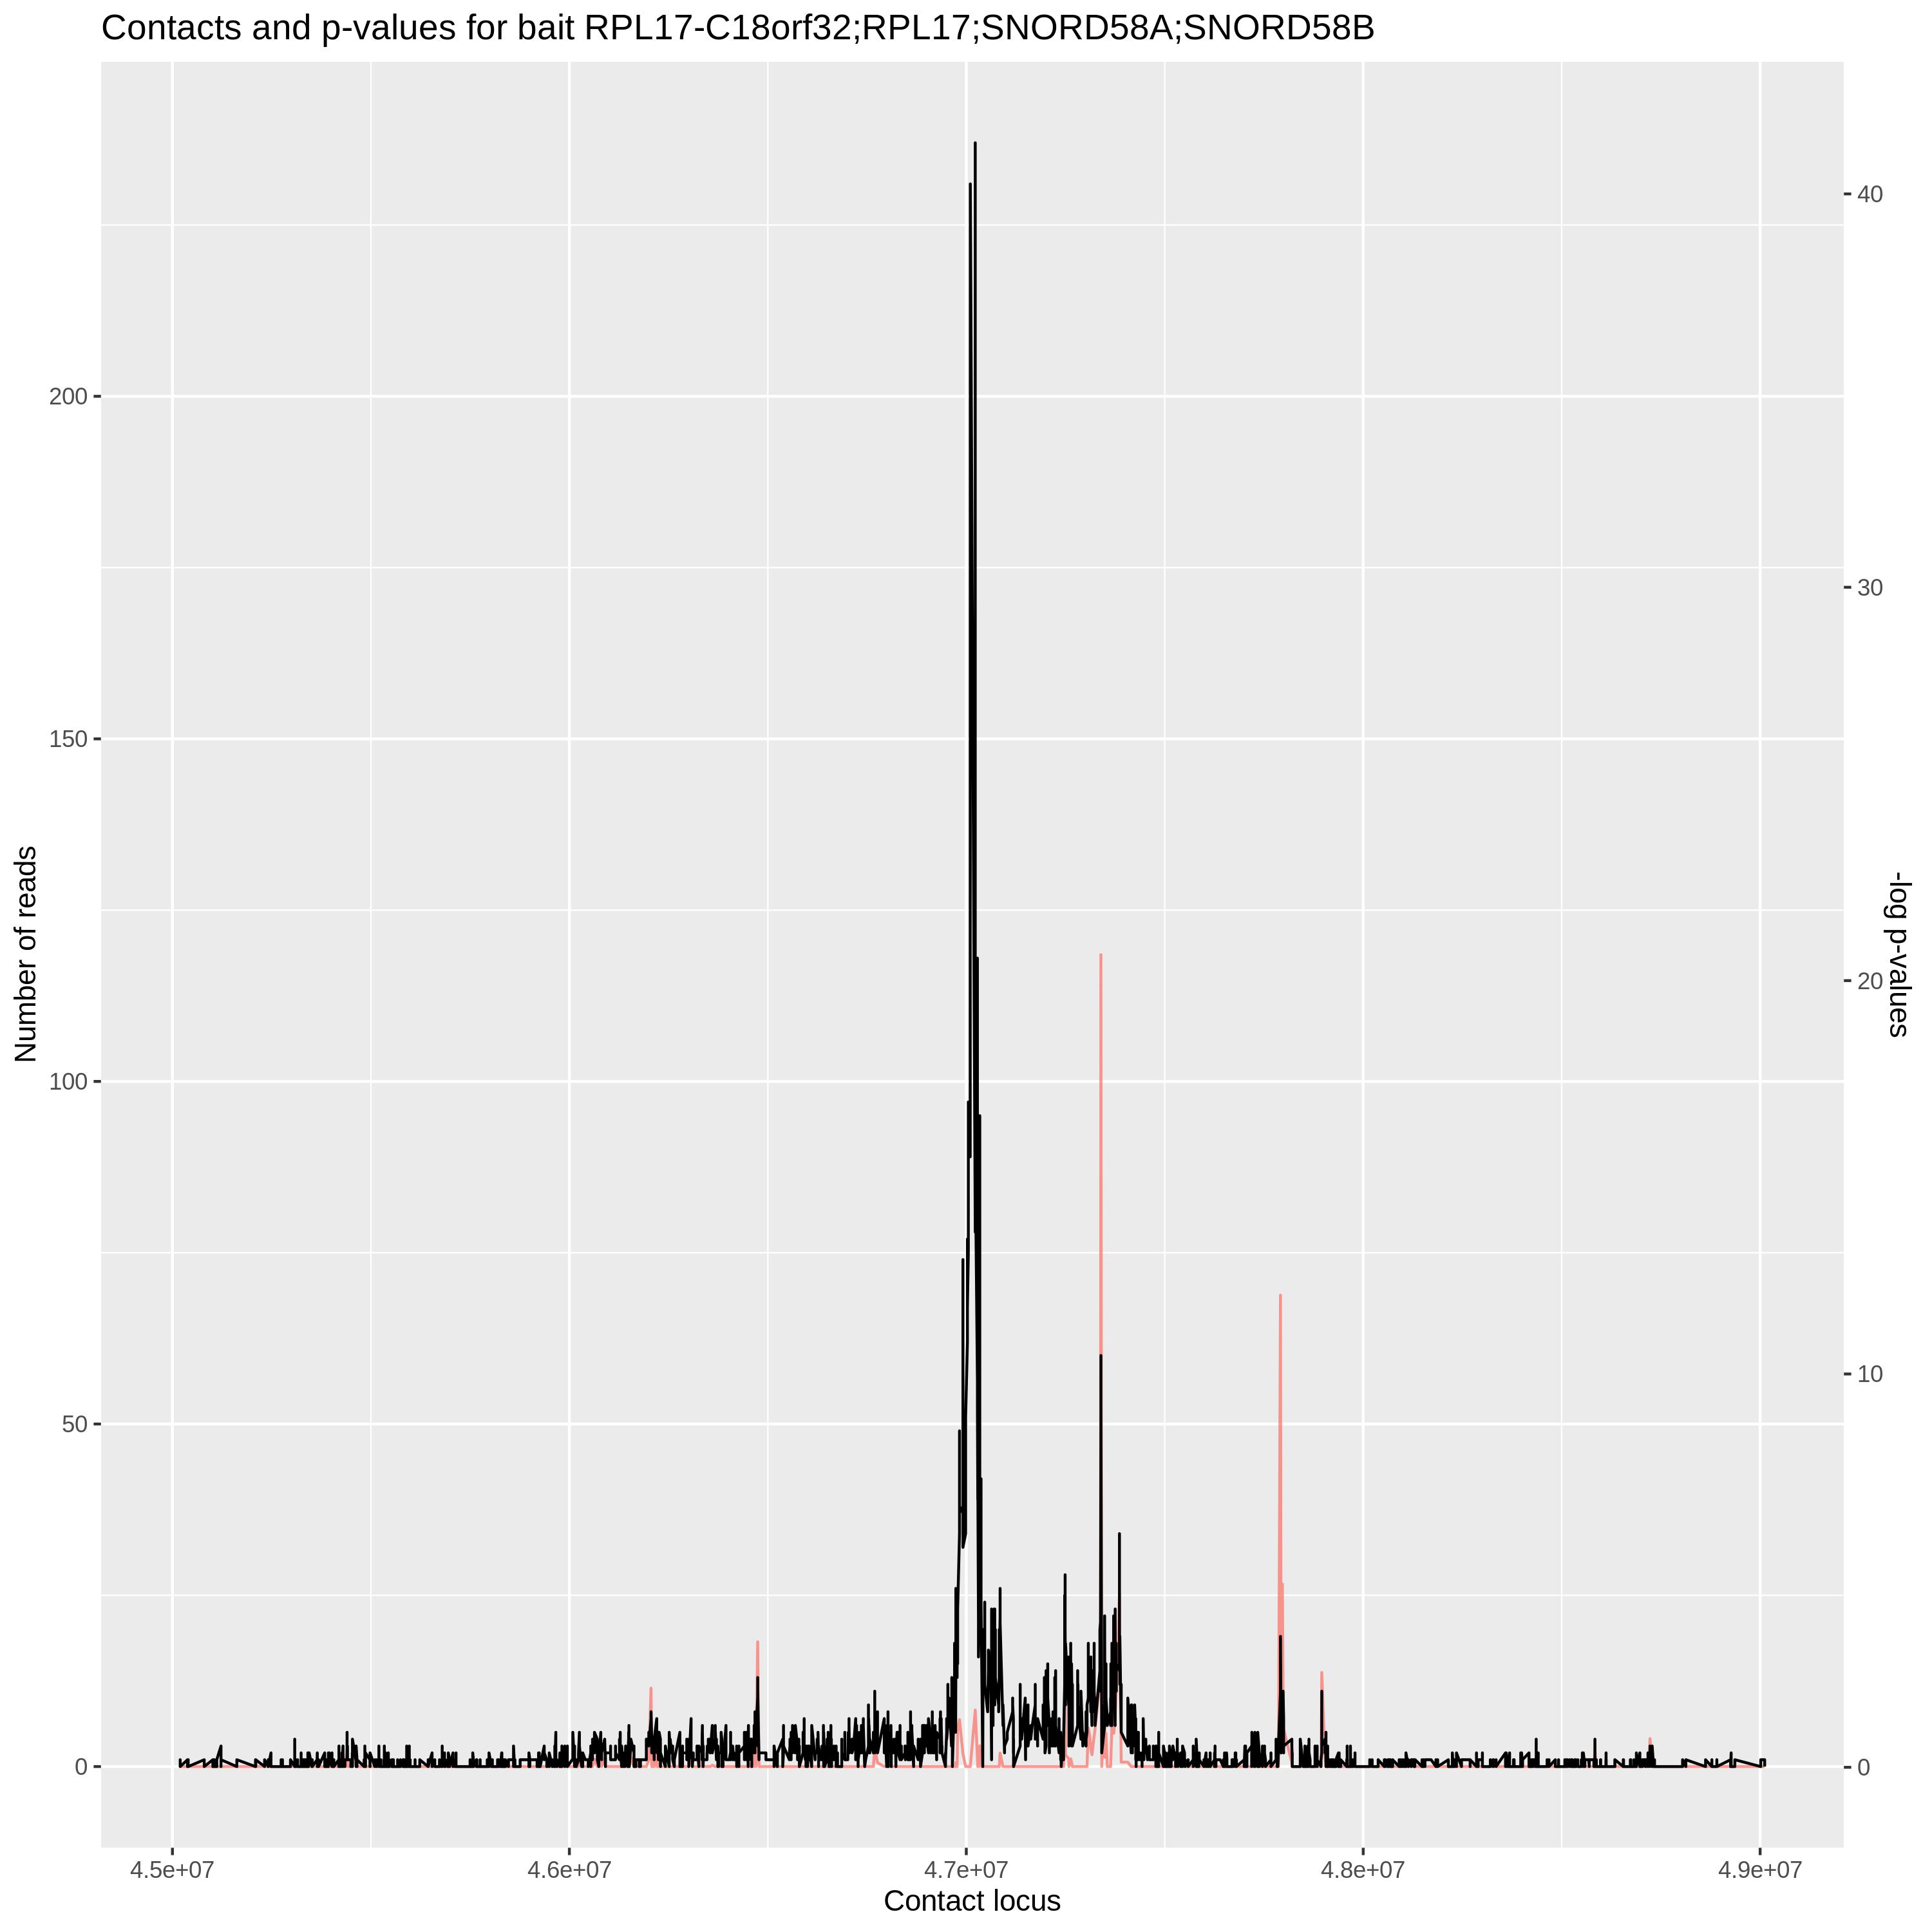 Contacts and p-values for bait RPL17-C18orf32;RPL17;SNORD58A;SNORD58B
40
200
30
150
Number of reads
-log p-values
20
100
10
50
0
0
4.5e+07 4.6e+07 4.7e+07 4.8e+07 4.9e+07
Contact locus